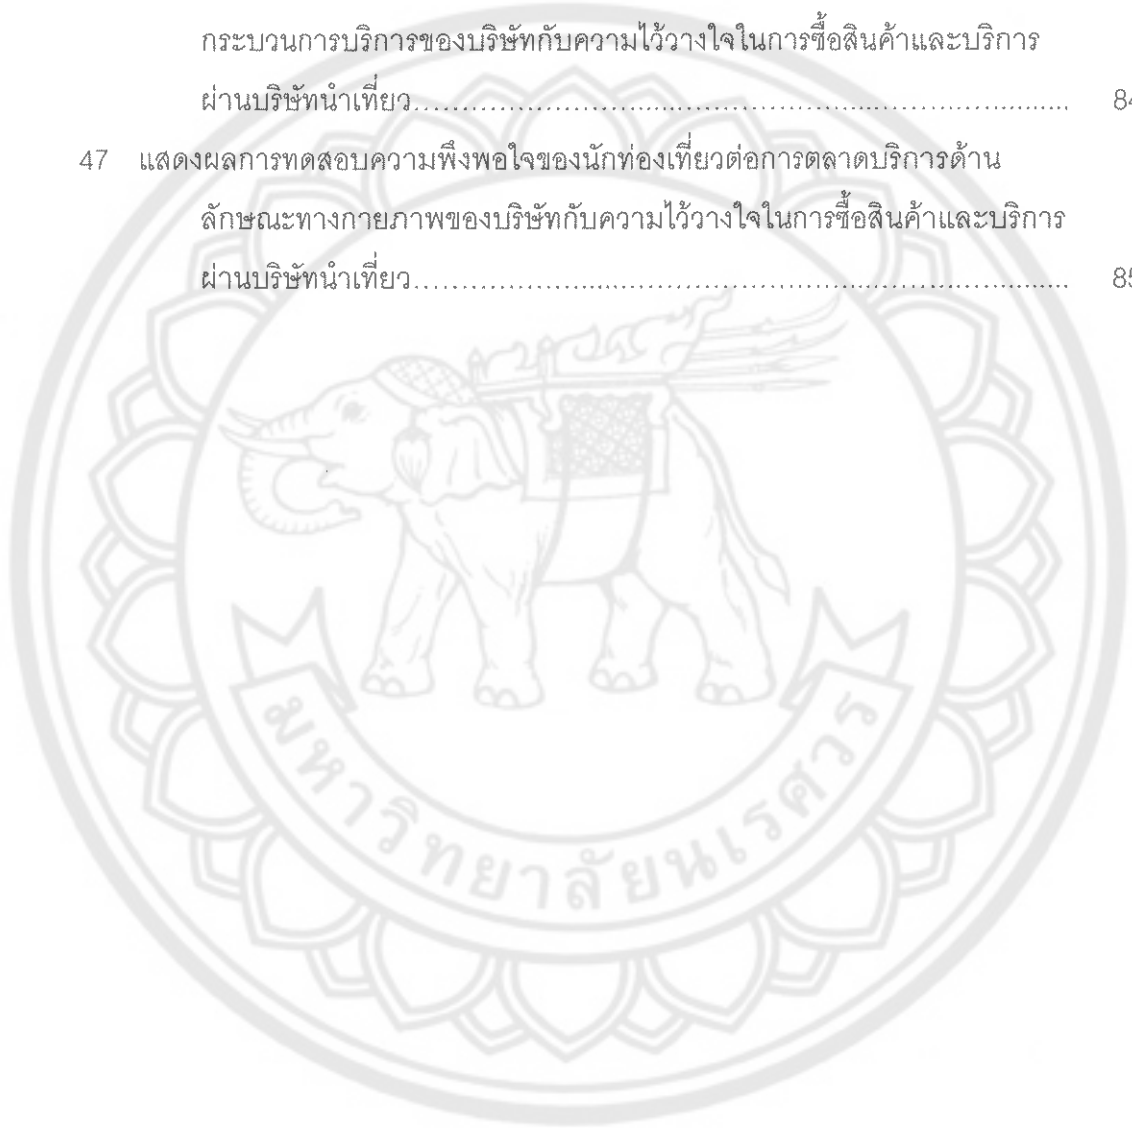 กระบวนการบริการของบริษัทกับความไว้วางใจในการซื้อสินค้าและบริการ
ผ่านบริษัทนำเที่ยว........................................................................ 84
47 แสดงผลการทดสอบความพึงพอใจของนักท่องเที่ยวต่อการตลาดบริการด้าน
ลักษณะทางกายภาพของบริษัทกับความไว้วางใจในการซื้อสินค้าและบริการ
ผ่านบริษัทนำเที่ยว........................................................................ 85
มหาวิทยาลัยนเรศวร